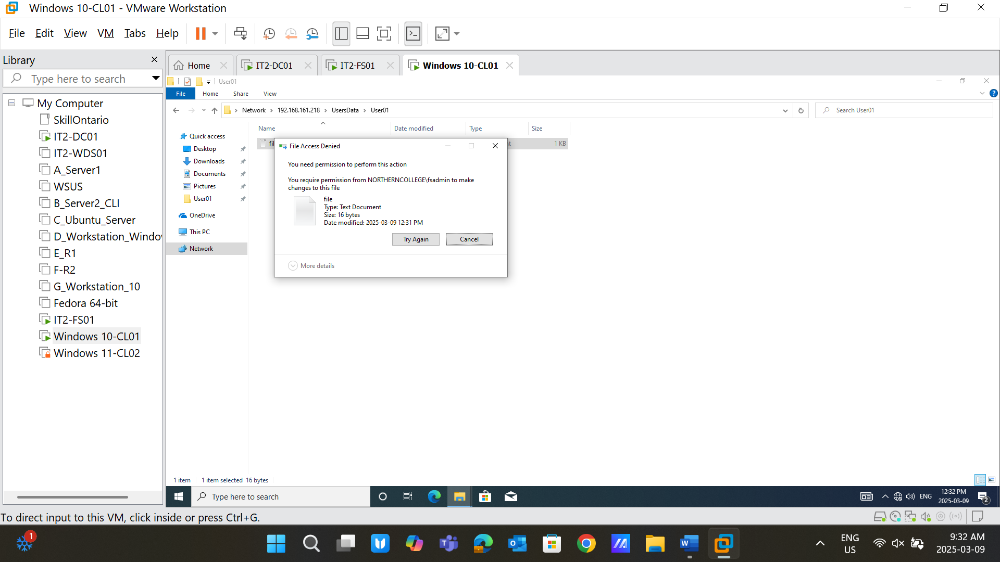 Windows 10-CL01 - VMware Workstation
File Edit View VM Tabs Help
Library
Type here to search
My Computer
SkillOntario
IT2-DC01
IT2-WDS01
A_Server1
WSUS
B_Server2_CLI
C_Ubuntu_Server
D_Workstation_Windo
E_R1
F-R2
G_Workstation_10
Fedora 64-bit
IT2-FS01
Windows 10-CL01
Windows 11-CL02
Home
IT2-DC01
IT2-FS01
Windows 10-CL01
User01
File Home Share View
Network > 192.168.161.218 > UsersData > User01
Search User01
Name Date modified Type Size
1 KB
Quick access
Desktop
Downloads
Documents
Pictures
User01
OneDrive
This PC
Network
File Access Denied
You need permission to perform this action
You require permission from NORTHERNCOLLEGE\fsadmin to make
changes to this file
file
Type: Text Document
Size: 16 bytes
Date modified: 2025-03-09 12:31 PM
Try Again Cancel
More details
1 item 1 item selected 16 bytes
Type here to search
ENG
12:32 PM
2025-03-09
2
To direct input to this VM, click inside or press Ctrl+G.
1
ENG
US
9:32 AM
2025-03-09